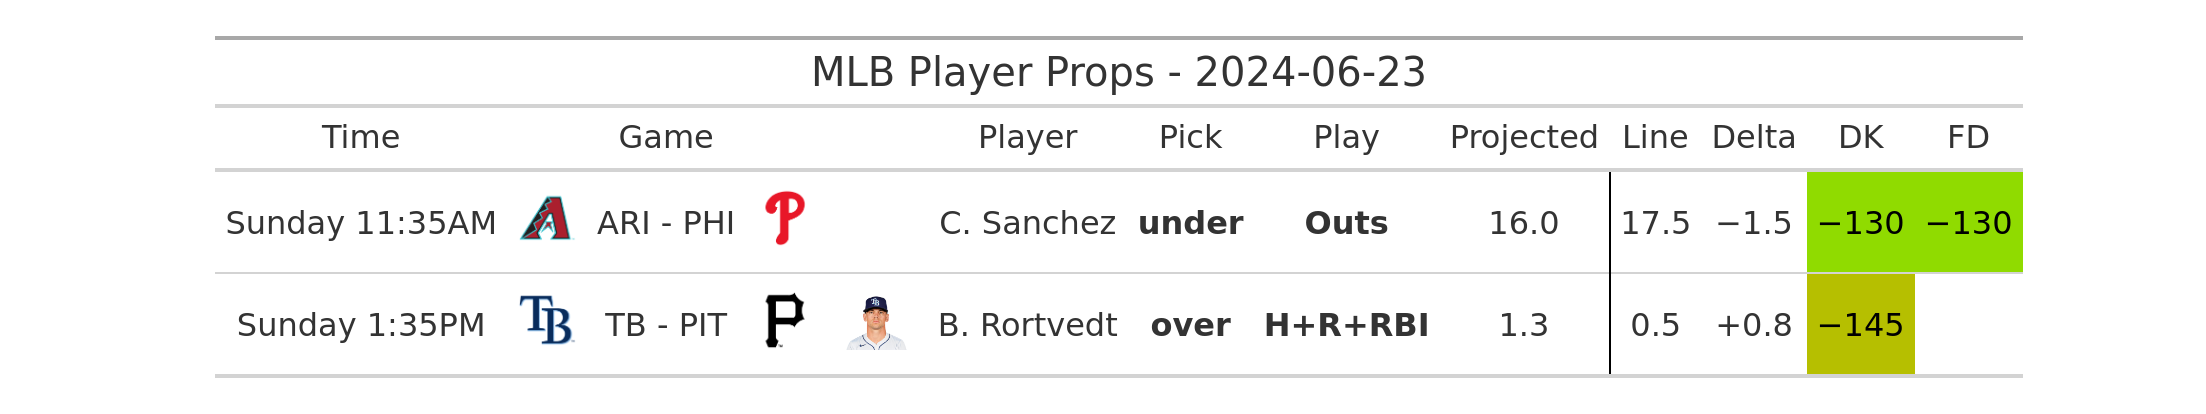 MLB Player Props - 2024-06-23
Time Game Player Pick Play Projected Line Delta DK FD
Sunday 11:35AM ARI - PHI C. Sanchez under Outs 16.0 17.5 −1.5 −130 −130
Sunday 1:35PM TB - PIT B. Rortvedt over H+R+RBI 1.3 0.5 +0.8 −145